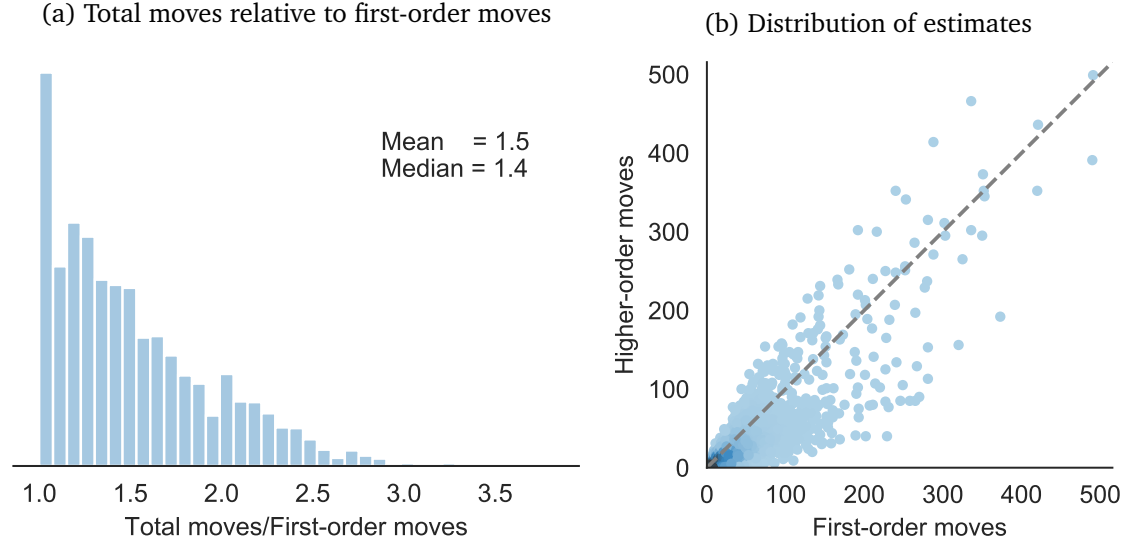 (a) Total moves relative to first-order moves
Mean = 1.5
Median = 1.4
1.0 1.5 2.0 2.5 3.0 3.5
Total moves/First-order moves
(b) Distribution of estimates
Higher-order moves
500
400
300
200
100
0
0 100 200 300 400 500
First-order moves